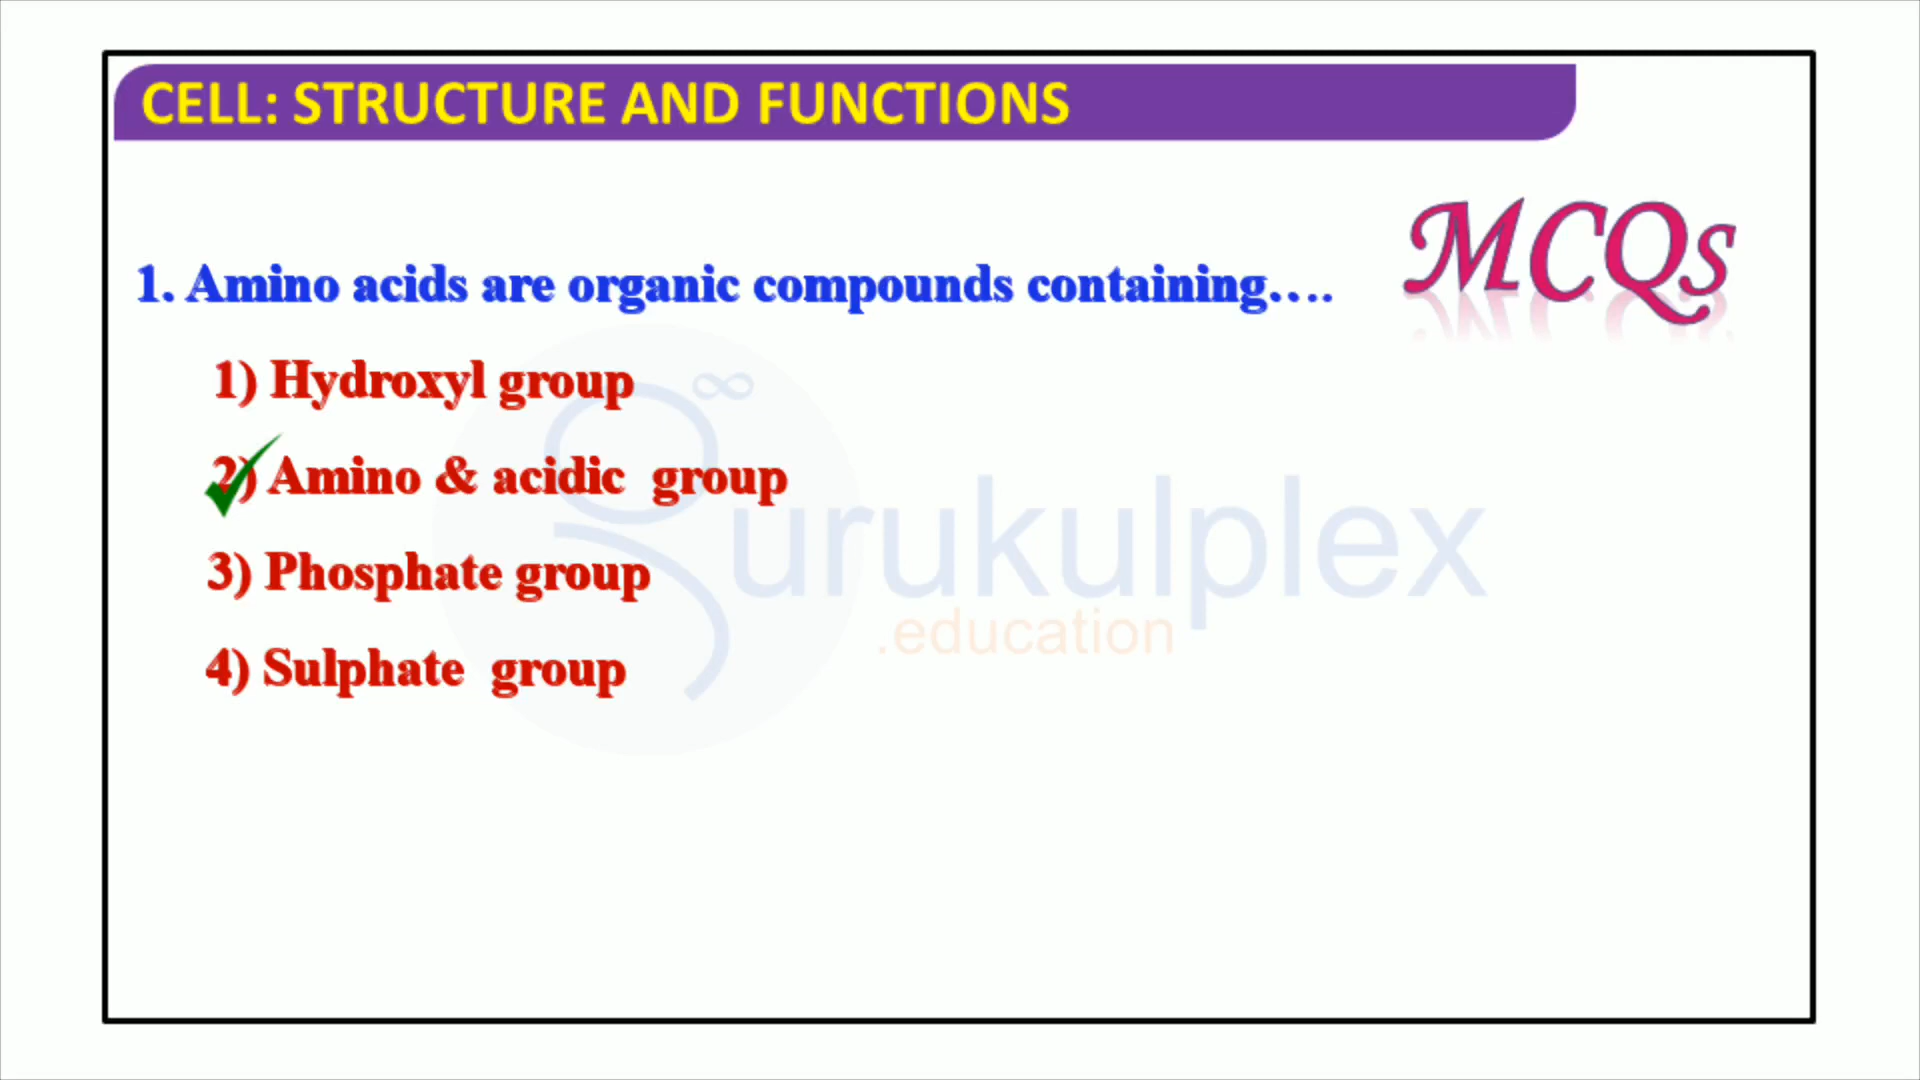 CELL: STRUCTURE AND FUNCTIONS
MCQs
1. Amino acids are organic compounds containing….
1) Hydroxyl group
2) Amino & acidic group
3) Phosphate group
4) Sulphate group
gurukulplex
.education